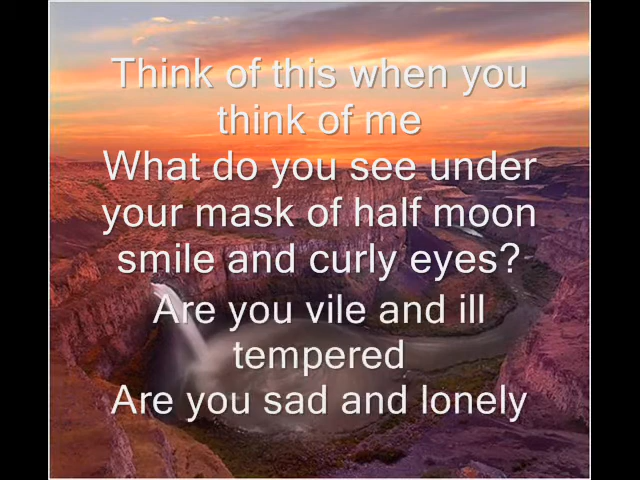 Think of this when you
think of me
What do you see under
your mask of half moon
smile and curly eyes?
Are you vile and ill
tempered
Are you sad and lonely